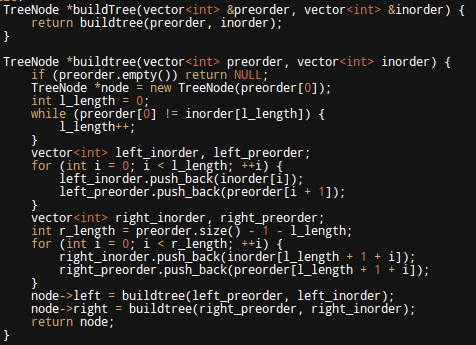 TreeNode *buildTree(vector<int> &preorder, vector<int> &inorder) {
    return buildtree(preorder, inorder);
}

TreeNode *buildtree(vector<int> preorder, vector<int> inorder) {
    if (preorder.empty()) return NULL;
    TreeNode *node = new TreeNode(preorder[0]);
    int l_length = 0;
    while (preorder[0] != inorder[l_length]) {
        l_length++;
    }
    vector<int> left_inorder, left_preorder;
    for (int i = 0; i < l_length; ++i) {
        left_inorder.push_back(inorder[i]);
        left_preorder.push_back(preorder[i + 1]);
    }
    vector<int> right_inorder, right_preorder;
    int r_length = preorder.size() - 1 - l_length;
    for (int i = 0; i < r_length; ++i) {
        right_inorder.push_back(inorder[l_length + 1 + i]);
        right_preorder.push_back(preorder[l_length + 1 + i]);
    }
    node->left = buildtree(left_preorder, left_inorder);
    node->right = buildtree(right_preorder, right_inorder);
    return node;
}